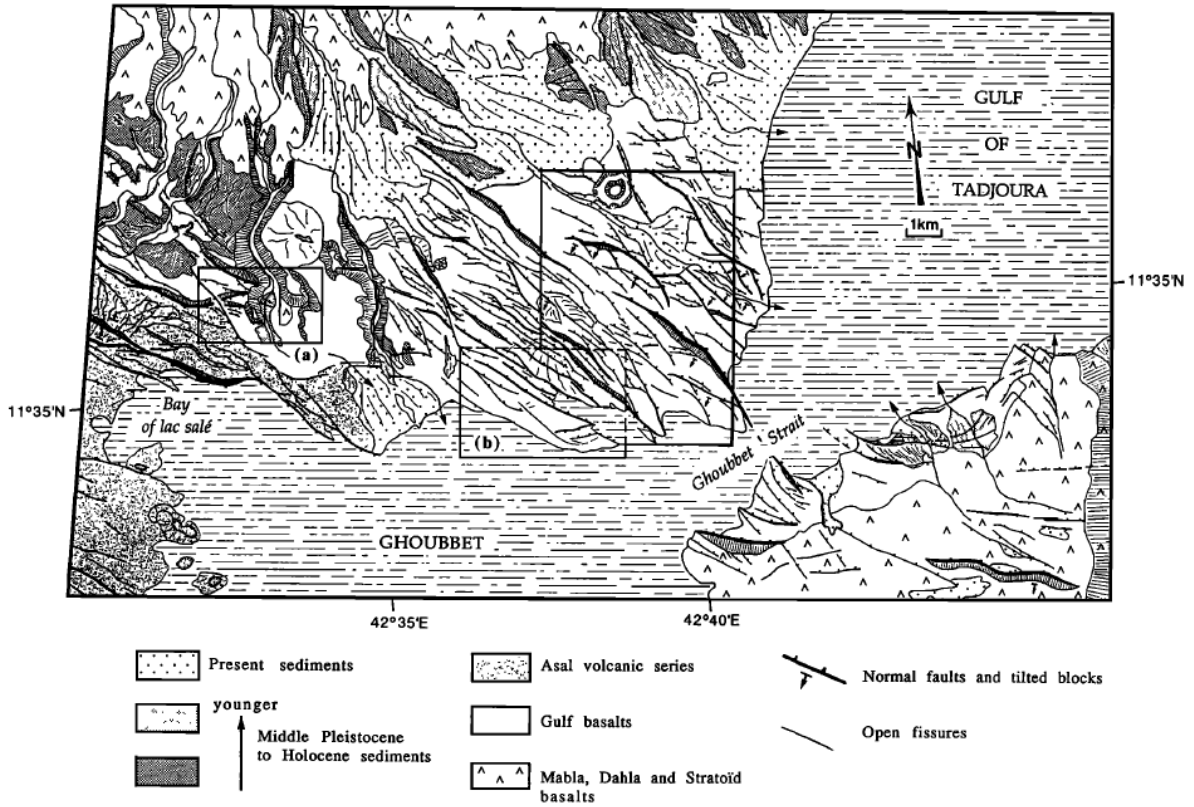 GULF
OF
TADJOURA
N
1km
11°35'N
11°35'N
(a)
(b)
Bay
of lac salé
Ghoubbet Strait
GHOUBBET
42°35'E
42°40'E
Present sediments
younger
Middle Pleistocene
to Holocene sediments
Asal volcanic series
Gulf basalts
Mabla, Dahla and Stratoïd
basalts
Normal faults and tilted blocks
Open fissures